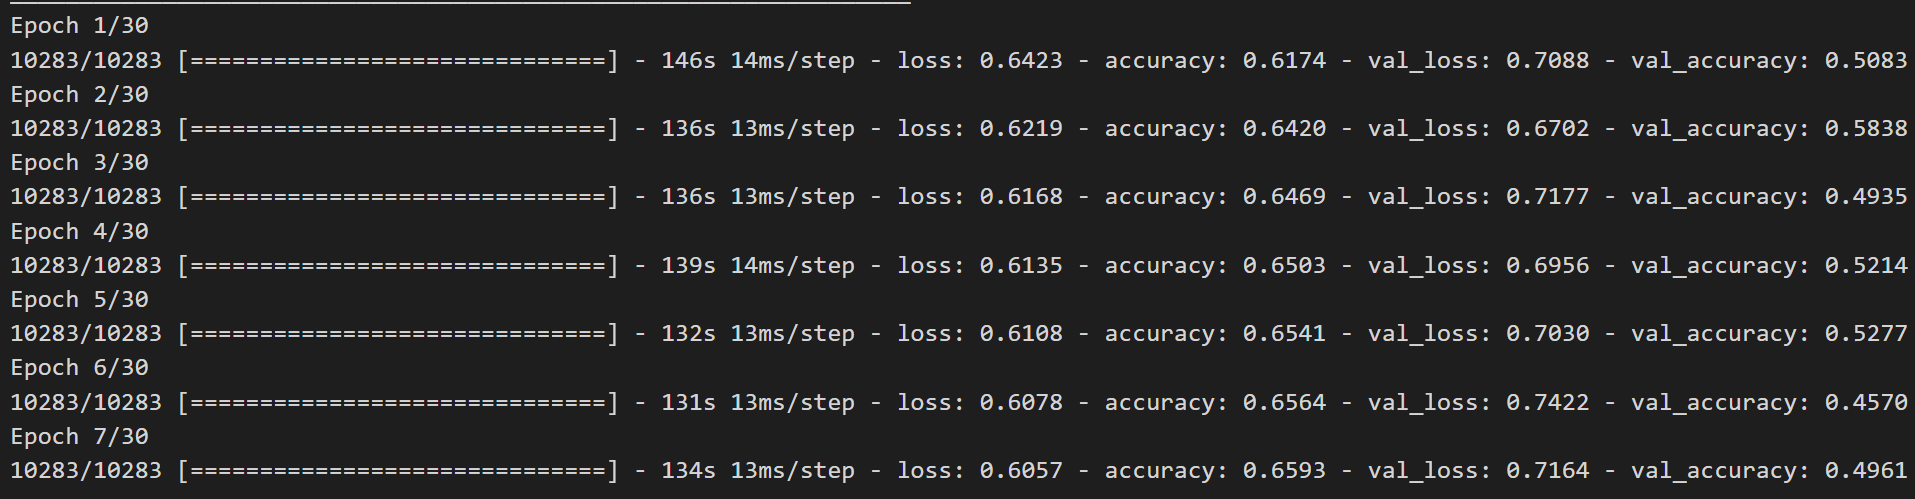 Epoch 1/30
10283/10283 [==============================] - 146s 14ms/step - loss: 0.6423 - accuracy: 0.6174 - val_loss: 0.7088 - val_accuracy: 0.5083
Epoch 2/30
10283/10283 [==============================] - 136s 13ms/step - loss: 0.6219 - accuracy: 0.6420 - val_loss: 0.6702 - val_accuracy: 0.5838
Epoch 3/30
10283/10283 [==============================] - 136s 13ms/step - loss: 0.6168 - accuracy: 0.6469 - val_loss: 0.7177 - val_accuracy: 0.4935
Epoch 4/30
10283/10283 [==============================] - 139s 14ms/step - loss: 0.6135 - accuracy: 0.6503 - val_loss: 0.6956 - val_accuracy: 0.5214
Epoch 5/30
10283/10283 [==============================] - 132s 13ms/step - loss: 0.6108 - accuracy: 0.6541 - val_loss: 0.7030 - val_accuracy: 0.5277
Epoch 6/30
10283/10283 [==============================] - 131s 13ms/step - loss: 0.6078 - accuracy: 0.6564 - val_loss: 0.7422 - val_accuracy: 0.4570
Epoch 7/30
10283/10283 [==============================] - 134s 13ms/step - loss: 0.6057 - accuracy: 0.6593 - val_loss: 0.7164 - val_accuracy: 0.4961